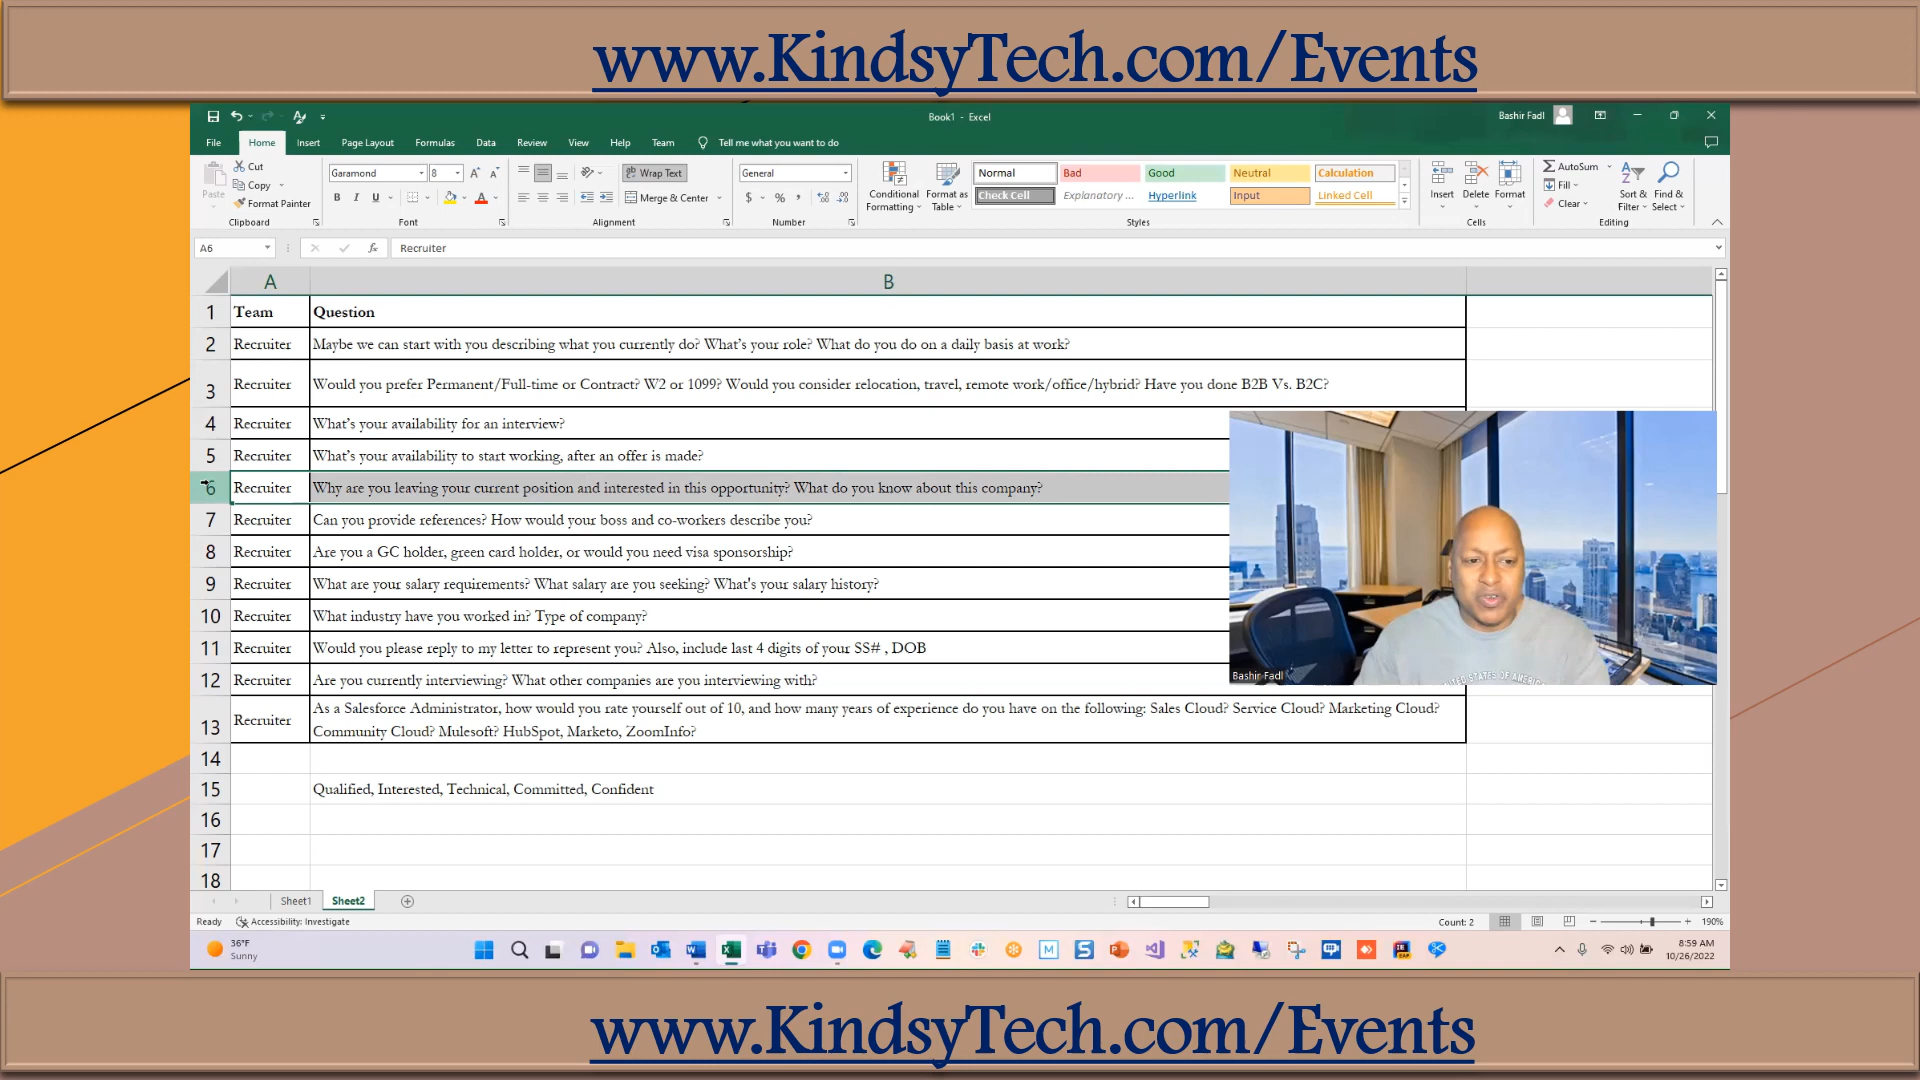 www.KindsyTech.com/Events
Book1 - Excel
Bashir Fadl
File Home Insert Page Layout Formulas Data Review View Help Team Tell me what you want to do
Paste
Cut
Copy
Format Painter
Clipboard
Garamond 8
B I U
Font
Wrap Text
Merge & Center
Alignment
General
$ % ,
Number
Conditional Formatting
Format as Table
Normal Bad Good Neutral Calculation
Check Cell Explanatory ... Hyperlink Input Linked Cell
Styles
Insert Delete Format
Cells
AutoSum
Fill
Clear
Sort & Filter
Find & Select
Editing
A6 fx Recruiter
A B
1 Team Question
2 Recruiter Maybe we can start with you describing what you currently do? What's your role? What do you do on a daily basis at work?
3 Recruiter Would you prefer Permanent/Full-time or Contract? W2 or 1099? Would you consider relocation, travel, remote work/office/hybrid? Have you done B2B Vs. B2C?
4 Recruiter What's your availability for an interview?
5 Recruiter What's your availability to start working, after an offer is made?
6 Recruiter Why are you leaving your current position and interested in this opportunity? What do you know about this company?
7 Recruiter Can you provide references? How would your boss and co-workers describe you?
8 Recruiter Are you a GC holder, green card holder, or would you need visa sponsorship?
9 Recruiter What are your salary requirements? What salary are you seeking? What's your salary history?
10 Recruiter What industry have you worked in? Type of company?
11 Recruiter Would you please reply to my letter to represent you? Also, include last 4 digits of your SS# , DOB
12 Recruiter Are you currently interviewing? What other companies are you interviewing with?
13 Recruiter As a Salesforce Administrator, how would you rate yourself out of 10, and how many years of experience do you have on the following: Sales Cloud? Service Cloud? Marketing Cloud?
Community Cloud? Mulesoft? HubSpot, Marketo, ZoomInfo?
14
15 Qualified, Interested, Technical, Committed, Confident
16
17
18
UNITED STATES OF AMERICA
Bashir Fadl
Sheet1 Sheet2
Ready Accessibility: Investigate Count: 2 190%
36°F
Sunny
8:59 AM
10/26/2022
www.KindsyTech.com/Events